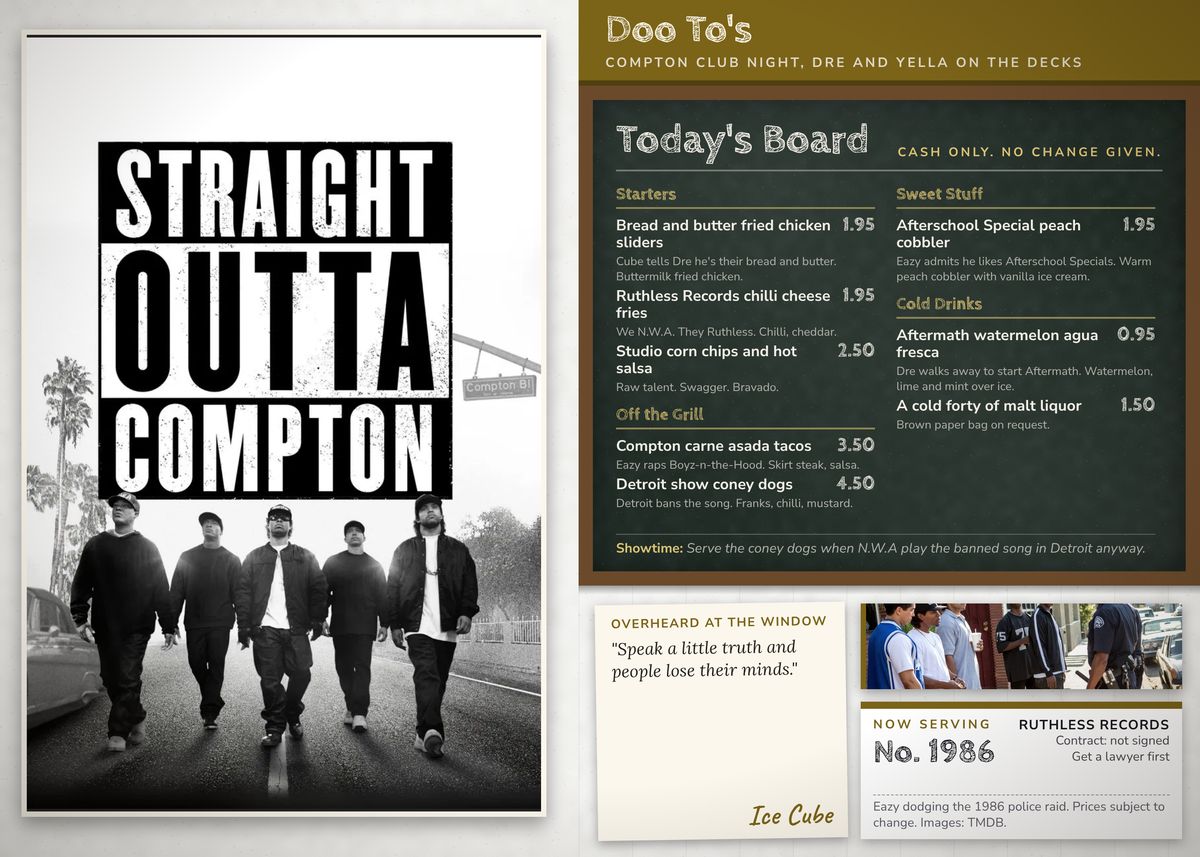 STRAIGHT
OUTTA
COMPTON
Compton Bl
Doo To's
COMPTON CLUB NIGHT, DRE AND YELLA ON THE DECKS
Today's Board
CASH ONLY. NO CHANGE GIVEN.
Starters
Bread and butter fried chicken 1.95
sliders
Cube tells Dre he's their bread and butter.
Buttermilk fried chicken.
Ruthless Records chilli cheese 1.95
fries
We N.W.A. They Ruthless. Chilli, cheddar.
Studio corn chips and hot 2.50
salsa
Raw talent. Swagger. Bravado.
Off the Grill
Compton carne asada tacos 3.50
Eazy raps Boyz-n-the-Hood. Skirt steak, salsa.
Detroit show coney dogs 4.50
Detroit bans the song. Franks, chilli, mustard.
Sweet Stuff
Afterschool Special peach 1.95
cobbler
Eazy admits he likes Afterschool Specials. Warm
peach cobbler with vanilla ice cream.
Cold Drinks
Aftermath watermelon agua 0.95
fresca
Dre walks away to start Aftermath. Watermelon,
lime and mint over ice.
A cold forty of malt liquor 1.50
Brown paper bag on request.
Showtime: Serve the coney dogs when N.W.A play the banned song in Detroit anyway.
OVERHEARD AT THE WINDOW
"Speak a little truth and
people lose their minds."
Ice Cube
NOW SERVING
No. 1986
RUTHLESS RECORDS
Contract: not signed
Get a lawyer first
Eazy dodging the 1986 police raid. Prices subject to
change. Images: TMDB.